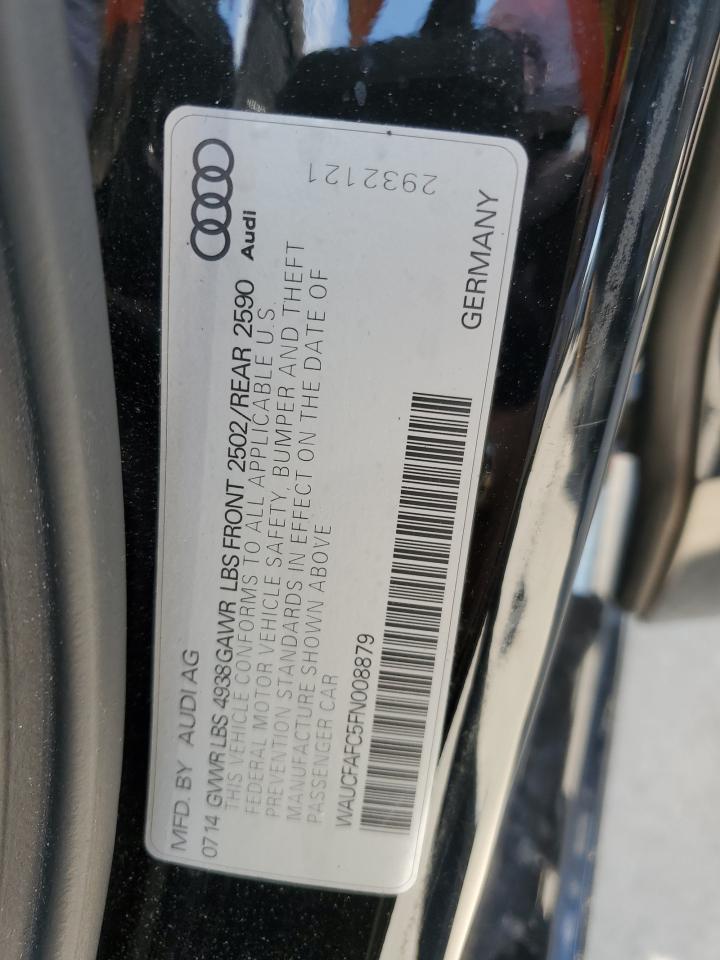 MFD. BY AUDI AG
0714 GVWR LBS 4938 GAWR LBS FRONT 2502/REAR 2590
THIS VEHICLE CONFORMS TO ALL APPLICABLE U.S.
FEDERAL MOTOR VEHICLE SAFETY, BUMPER AND THEFT
PREVENTION STANDARDS IN EFFECT ON THE DATE OF
MANUFACTURE SHOWN ABOVE
PASSENGER CAR
WAUCFAFC5FN008879
Audi
GERMANY
2932121